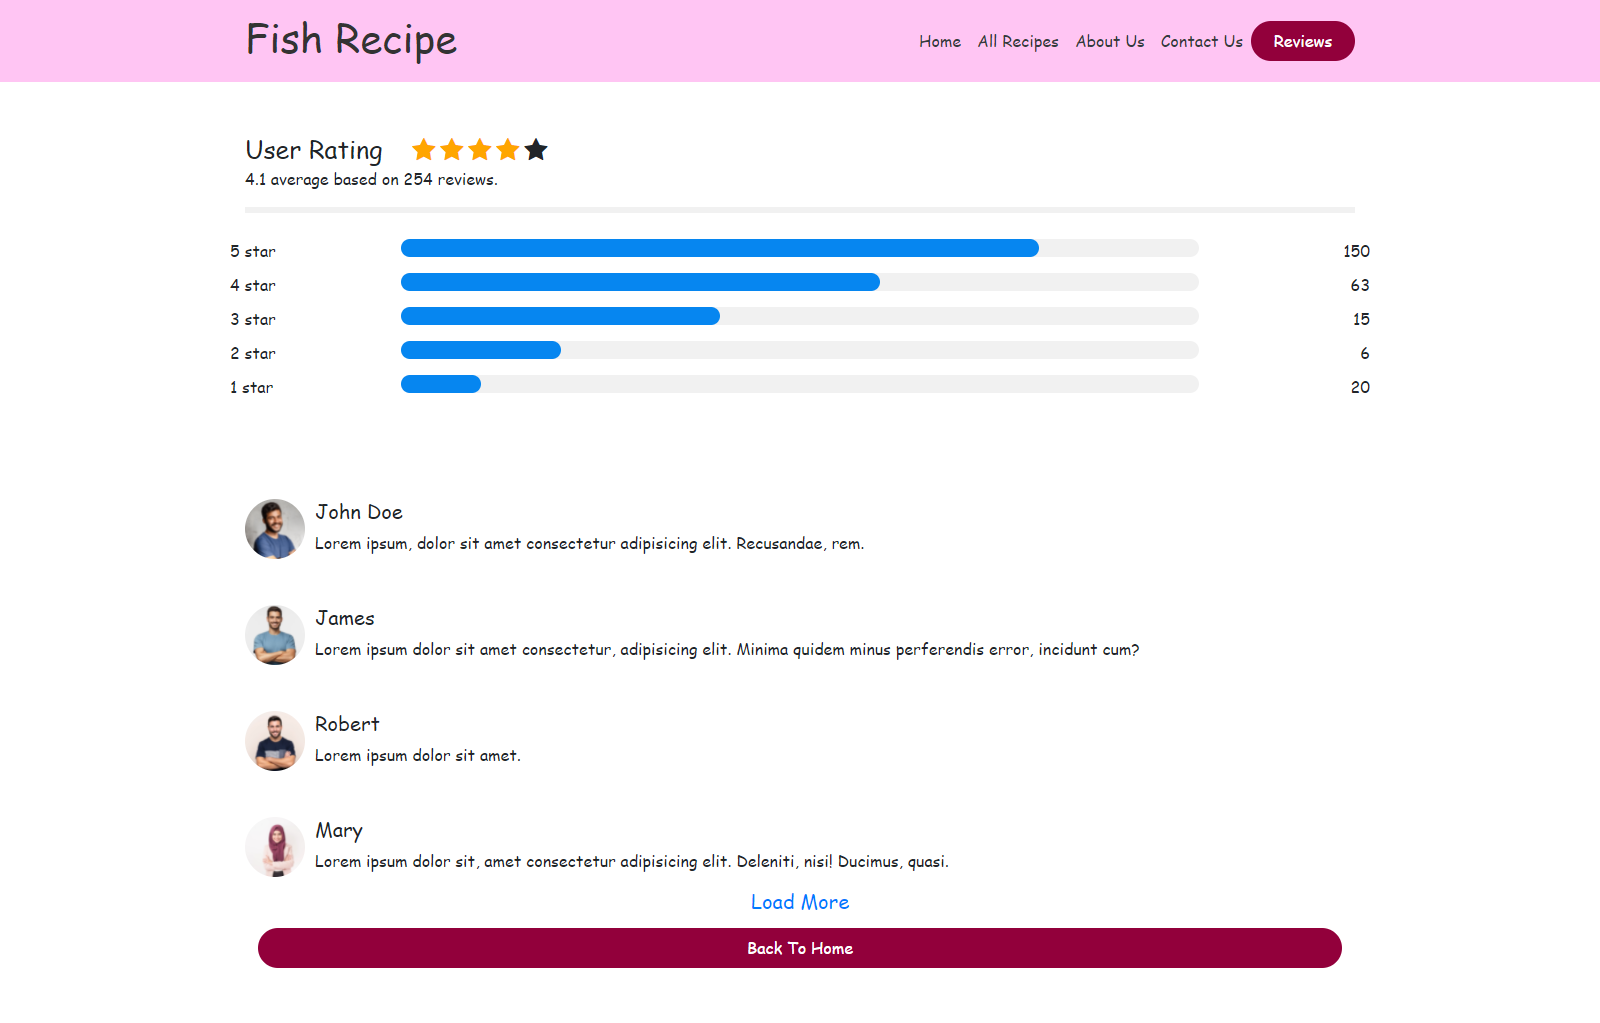 Fish Recipe
Home All Recipes About Us Contact Us Reviews
User Rating
4.1 average based on 254 reviews.
5 star 150
4 star 63
3 star 15
2 star 6
1 star 20
John Doe
Lorem ipsum, dolor sit amet consectetur adipisicing elit. Recusandae, rem.
James
Lorem ipsum dolor sit amet consectetur, adipisicing elit. Minima quidem minus perferendis error, incidunt cum?
Robert
Lorem ipsum dolor sit amet.
Mary
Lorem ipsum dolor sit, amet consectetur adipisicing elit. Deleniti, nisi! Ducimus, quasi.
Load More
Back To Home